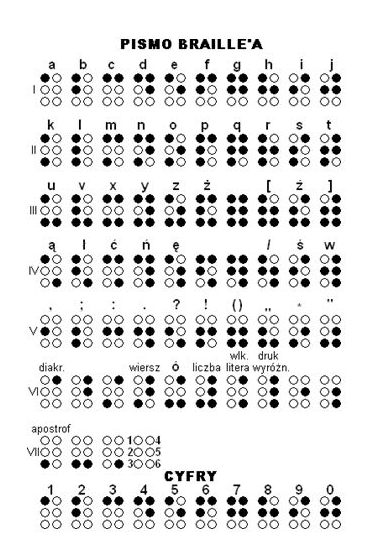 PISMO BRAILLE'A
a b c d e f g h i j
I
k l m n o p q r s t
II
u v x y z ż [ ź ]
III
ą ł ć ń ę / ś w
IV
, ; : . ? ! () „ * "
V
wlk. druk
diakr. wiersz ó liczba litera wyróżn.
VI
apostrof
1 4
VII 2 5
3 6
CYFRY
1 2 3 4 5 6 7 8 9 0